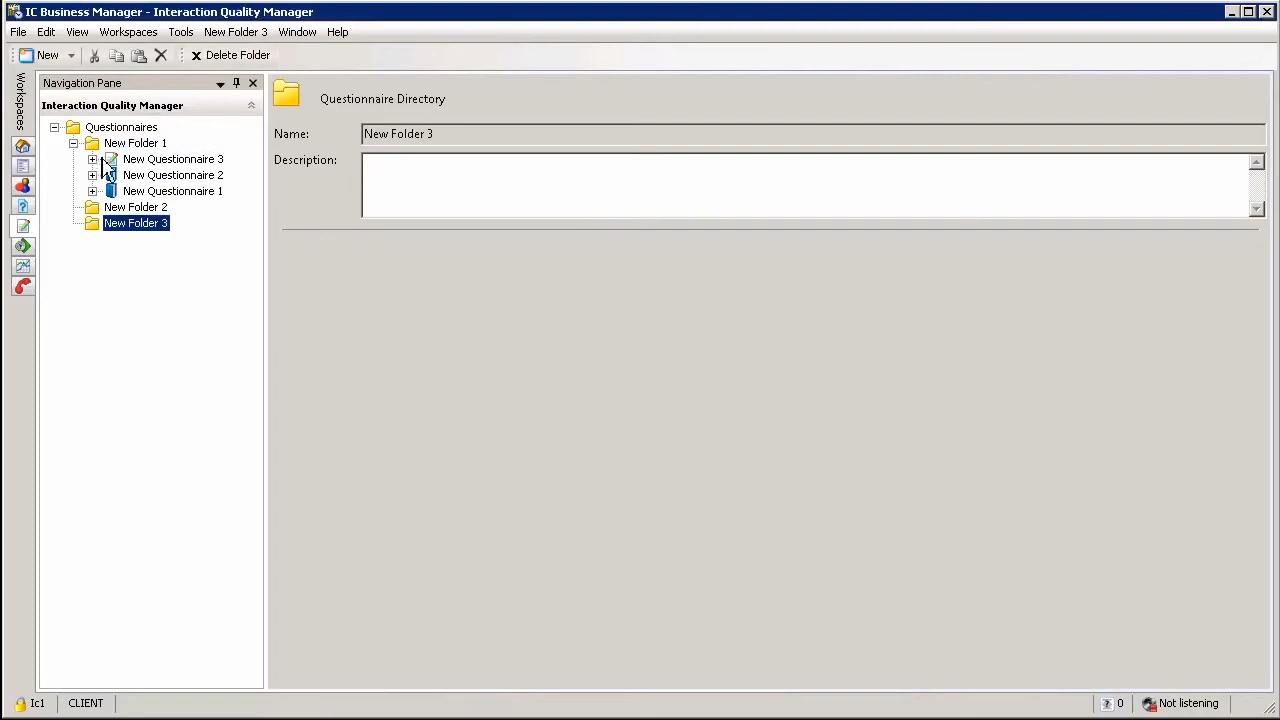 IC Business Manager - Interaction Quality Manager
File Edit View Workspaces Tools New Folder 3 Window Help
New Delete Folder
Workspaces
Navigation Pane
Interaction Quality Manager
Questionnaires
New Folder 1
New Questionnaire 3
New Questionnaire 2
New Questionnaire 1
New Folder 2
New Folder 3
Questionnaire Directory
Name: New Folder 3
Description:
Ic1 CLIENT 0 Not listening